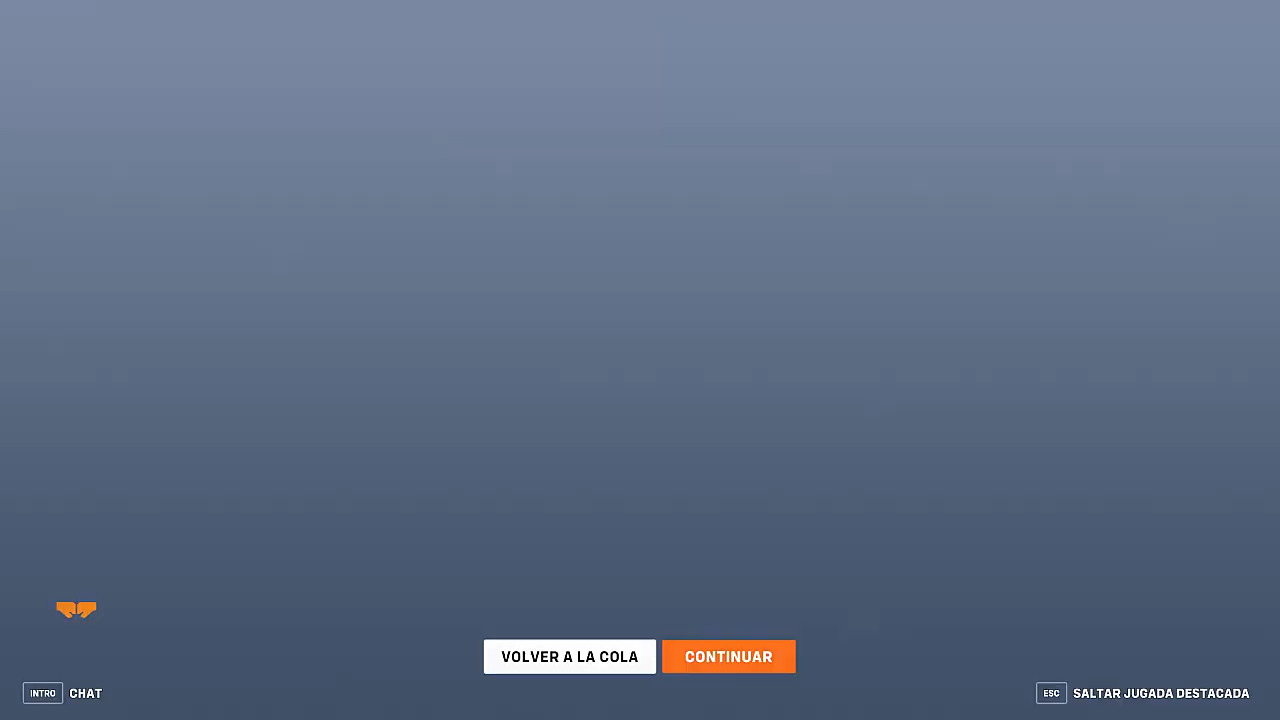 VOLVER A LA COLA
CONTINUAR
INTRO CHAT
ESC SALTAR JUGADA DESTACADA